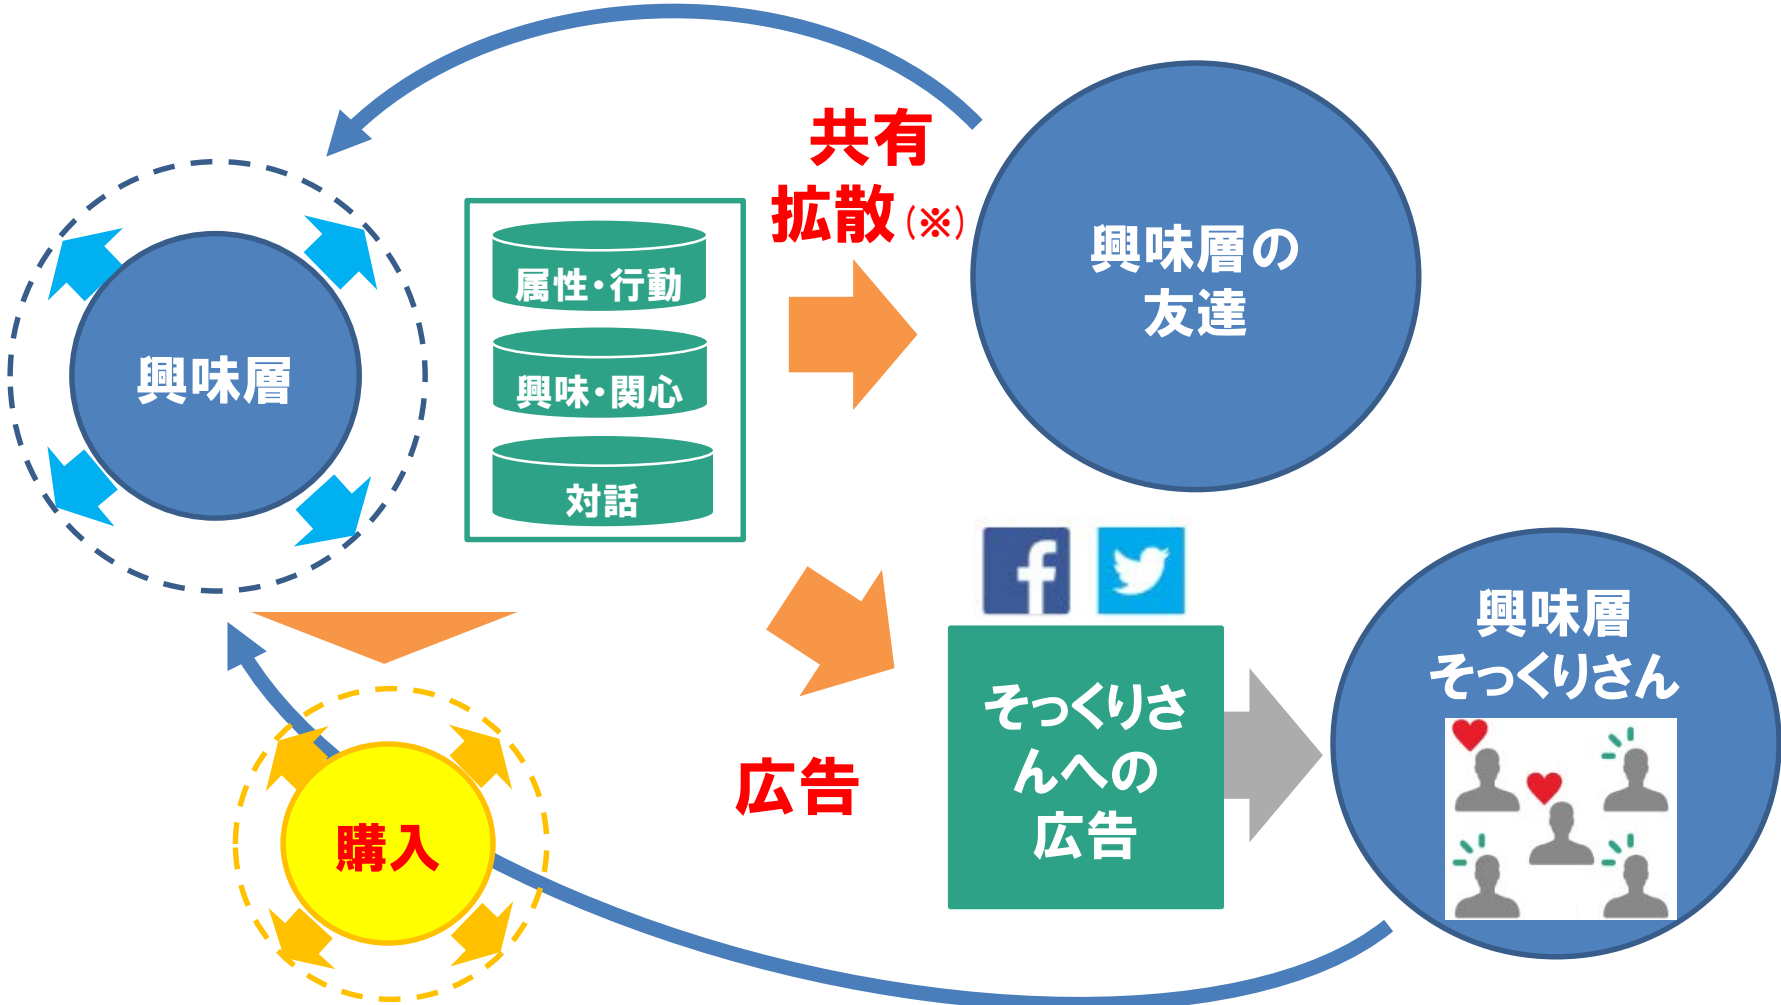 共有
拡散(※)
興味層の
友達
属性・行動
興味層
興味・関心
対話
興味層
そっくりさん
そっくりさ
んへの
広告
広告
購入